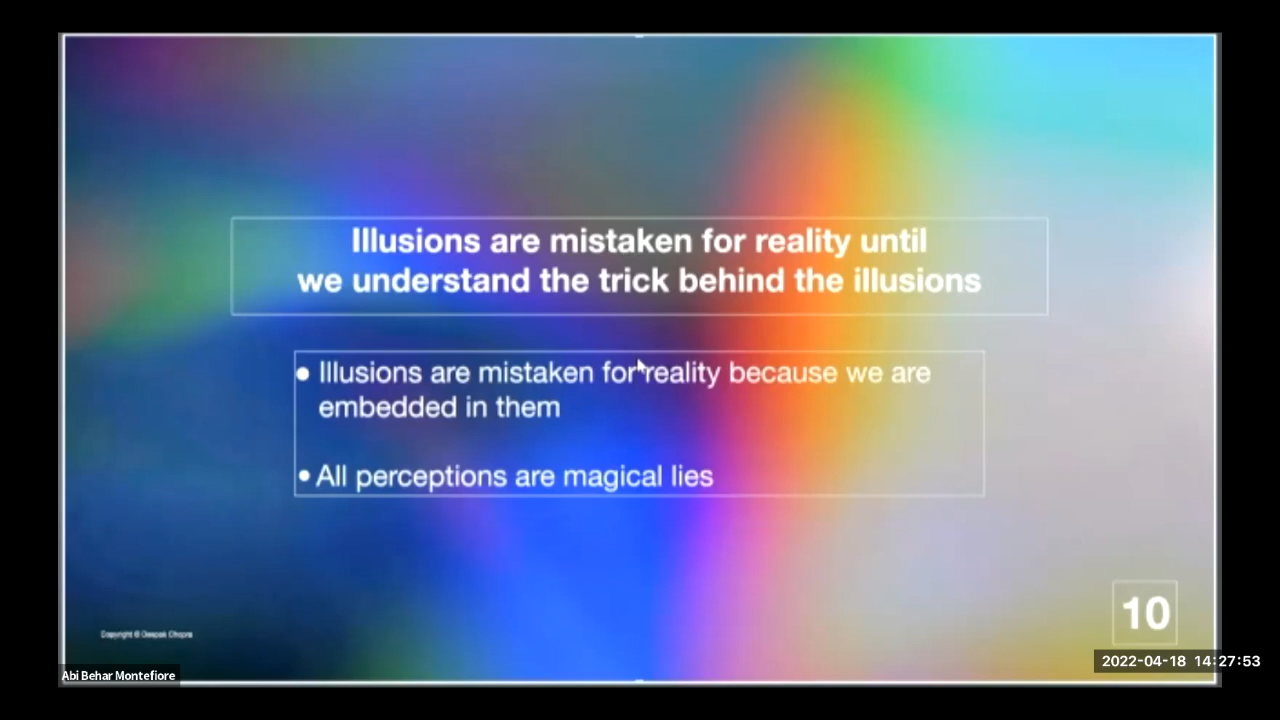 Illusions are mistaken for reality until
we understand the trick behind the illusions
● Illusions are mistaken for reality because we are
embedded in them
● All perceptions are magical lies
10
Copyright © Deepak Chopra
2022-04-18 14:27:53
Abi Behar Montefiore